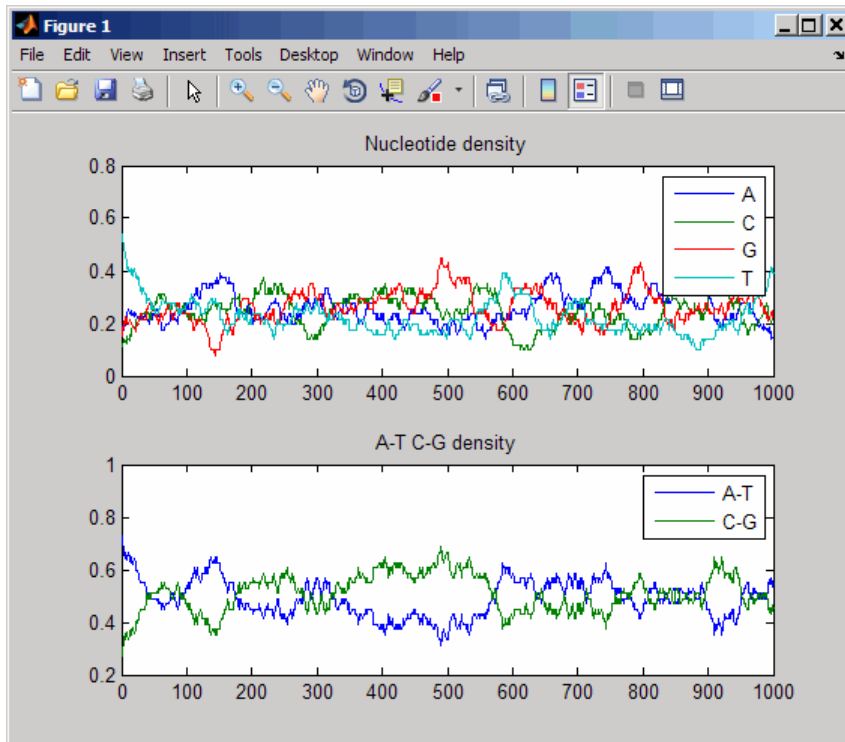 Figure 1
File Edit View Insert Tools Desktop Window Help
Nucleotide density
0.8
0.6
0.4
0.2
0
0 100 200 300 400 500 600 700 800 900 1000
A
C
G
T
A-T C-G density
1
0.8
0.6
0.4
0.2
0 100 200 300 400 500 600 700 800 900 1000
A-T
C-G